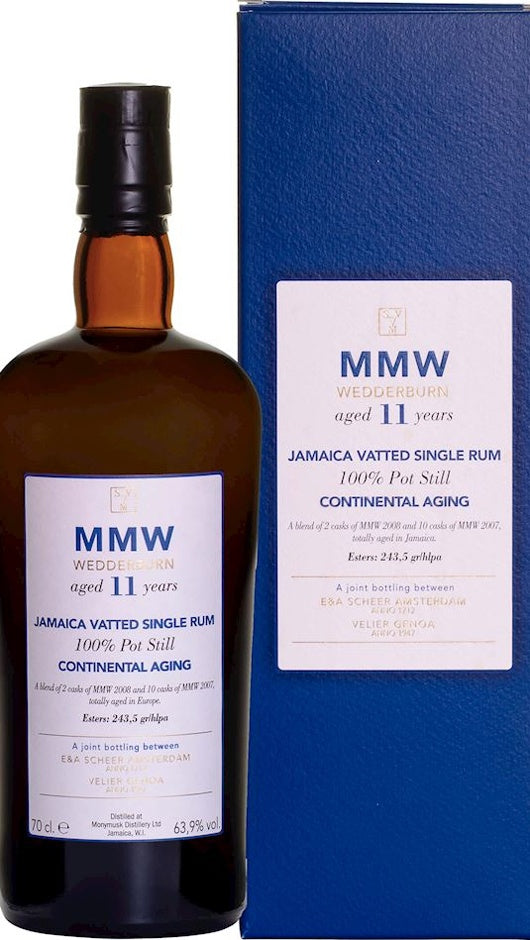 S V
M
MMW
WEDDERBURN
aged 11 years
JAMAICA VATTED SINGLE RUM
100% Pot Still
CONTINENTAL AGING
A blend of 2 casks of MMW 2008 and 10 casks of MMW 2007,
totally aged in Europe.
Esters: 243,5 gr/hlpa
A joint bottling between
E&A SCHEER AMSTERDAM
VELIER GENOA
70 cl. ℮
Distilled at
Monymusk Distillery Ltd
Jamaica, W.I.
63,9% vol.
S V
M
MMW
WEDDERBURN
aged 11 years
JAMAICA VATTED SINGLE RUM
100% Pot Still
CONTINENTAL AGING
A blend of 2 casks of MMW 2008 and 10 casks of MMW 2007,
totally aged in Jamaica.
Esters: 243,5 gr/hlpa
A joint bottling between
E&A SCHEER AMSTERDAM
ANNO 1712
VELIER GENOA
ANNO 1947